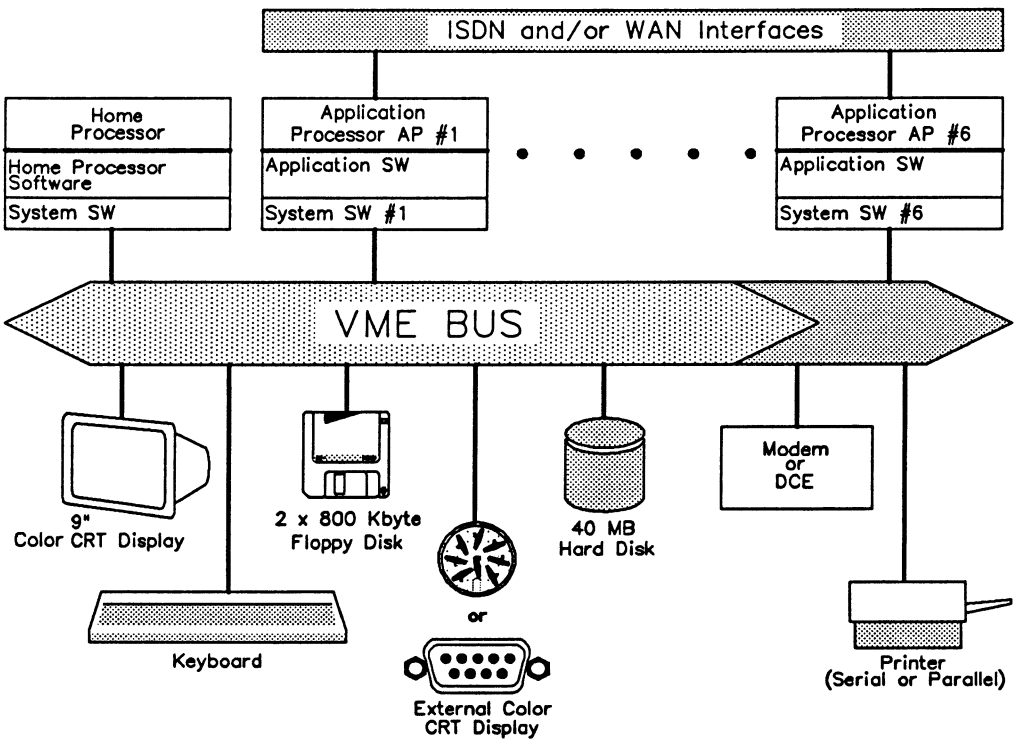 ISDN and/or WAN Interfaces
Home
Processor
Home Processor
Software
System SW
Application
Processor AP #1
Application SW
System SW #1
Application
Processor AP #6
Application SW
System SW #6
VME BUS
9"
Color CRT Display
2 x 800 Kbyte
Floppy Disk
40 MB
Hard Disk
Modem
or
DCE
or
Keyboard
External Color
CRT Display
Printer
(Serial or Parallel)